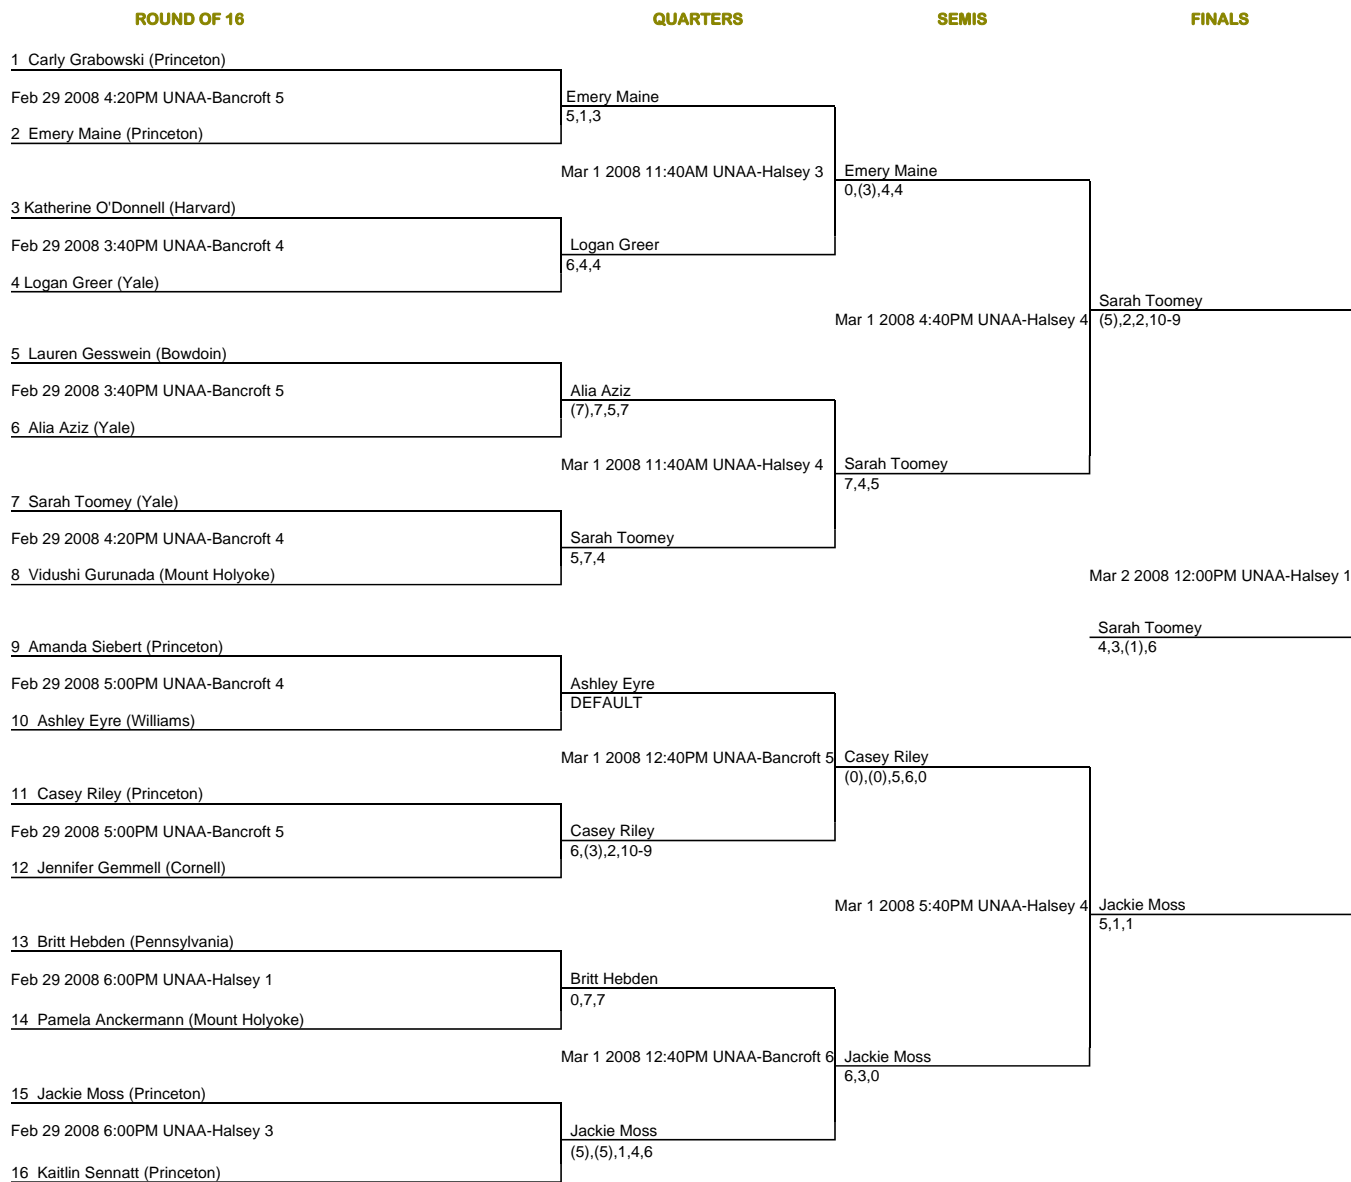 ROUND OF 16
QUARTERS
SEMIS
FINALS
1 Carly Grabowski (Princeton)
Feb 29 2008 4:20PM UNAA-Bancroft 5
2 Emery Maine (Princeton)
3 Katherine O'Donnell (Harvard)
Feb 29 2008 3:40PM UNAA-Bancroft 4
4 Logan Greer (Yale)
5 Lauren Gesswein (Bowdoin)
Feb 29 2008 3:40PM UNAA-Bancroft 5
6 Alia Aziz (Yale)
7 Sarah Toomey (Yale)
Feb 29 2008 4:20PM UNAA-Bancroft 4
8 Vidushi Gurunada (Mount Holyoke)
9 Amanda Siebert (Princeton)
Feb 29 2008 5:00PM UNAA-Bancroft 4
10 Ashley Eyre (Williams)
11 Casey Riley (Princeton)
Feb 29 2008 5:00PM UNAA-Bancroft 5
12 Jennifer Gemmell (Cornell)
13 Britt Hebden (Pennsylvania)
Feb 29 2008 6:00PM UNAA-Halsey 1
14 Pamela Anckermann (Mount Holyoke)
15 Jackie Moss (Princeton)
Feb 29 2008 6:00PM UNAA-Halsey 3
16 Kaitlin Sennatt (Princeton)
Emery Maine
5,1,3
Mar 1 2008 11:40AM UNAA-Halsey 3
Logan Greer
6,4,4
Alia Aziz
(7),7,5,7
Mar 1 2008 11:40AM UNAA-Halsey 4
Sarah Toomey
5,7,4
Ashley Eyre
DEFAULT
Mar 1 2008 12:40PM UNAA-Bancroft 5
Casey Riley
6,(3),2,10-9
Britt Hebden
0,7,7
Mar 1 2008 12:40PM UNAA-Bancroft 6
Jackie Moss
(5),(5),1,4,6
Emery Maine
0,(3),4,4
Mar 1 2008 4:40PM UNAA-Halsey 4
Sarah Toomey
7,4,5
Casey Riley
(0),(0),5,6,0
Mar 1 2008 5:40PM UNAA-Halsey 4
Jackie Moss
6,3,0
Sarah Toomey
(5),2,2,10-9
Mar 2 2008 12:00PM UNAA-Halsey 1
Sarah Toomey
4,3,(1),6
Jackie Moss
5,1,1